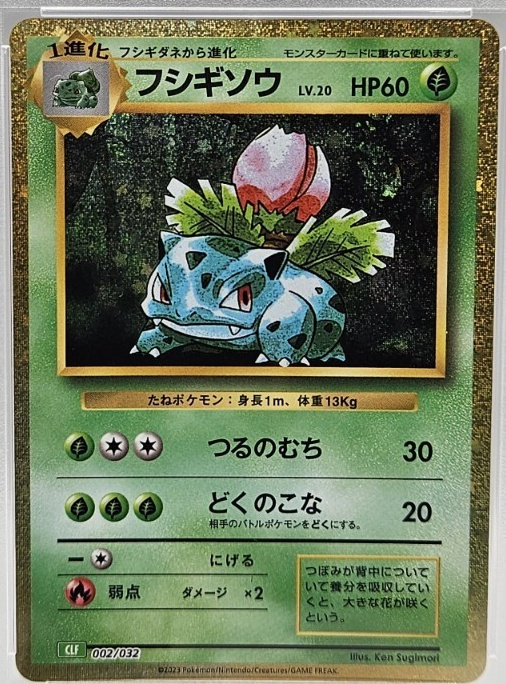 1進化 フシギダネから進化 モンスターカードに重ねて使います。
フシギソウ LV.20 HP60
たねポケモン：身長1m、体重13Kg
つるのむち 30
どくのこな 20
相手のバトルポケモンをどくにする。
にげる
弱点 ダメージ ×2
つぼみが背中についていて養分を吸収していくと、大きな花が咲くという。
Illus. Ken Sugimori
CLF 002/032
©2023 Pokémon/Nintendo/Creatures/GAME FREAK.